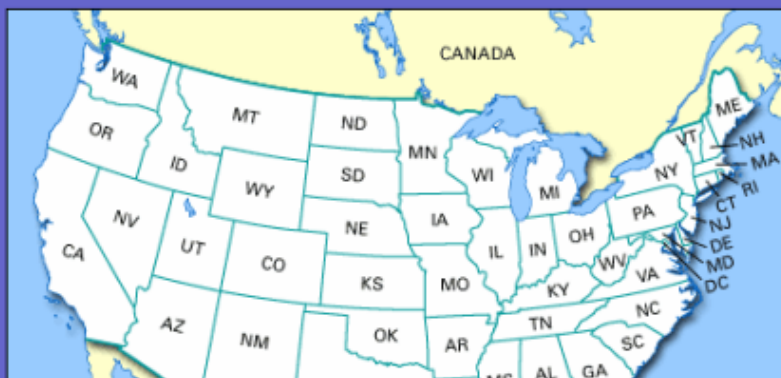 CANADA
WA
MT
ND
MN
ME
VT
NH
MA
OR
ID
WY
SD
WI
MI
NY
RI
CT
NV
NE
IA
PA
NJ
CA
UT
CO
IL
IN
OH
WV
DE
MD
DC
KS
MO
KY
VA
AZ
NM
OK
AR
TN
NC
SC
AL
GA